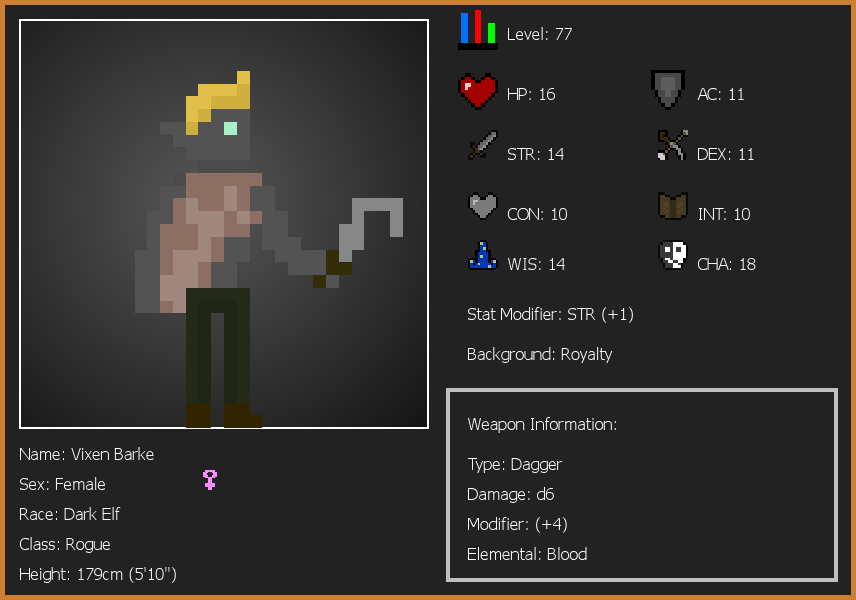 Level: 77
HP: 16
AC: 11
STR: 14
DEX: 11
CON: 10
INT: 10
WIS: 14
CHA: 18
Stat Modifier: STR (+1)
Background: Royalty
Weapon Information:
Type: Dagger
Damage: d6
Modifier: (+4)
Elemental: Blood
Name: Vixen Barke
Sex: Female
Race: Dark Elf
Class: Rogue
Height: 179cm (5'10")